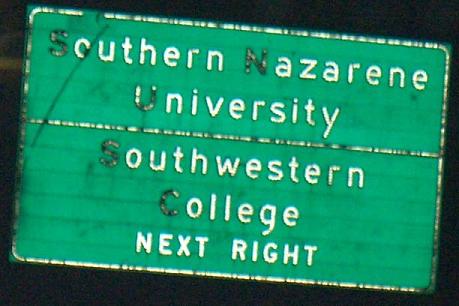 Southern Nazarene
University
Southwestern
College
NEXT RIGHT